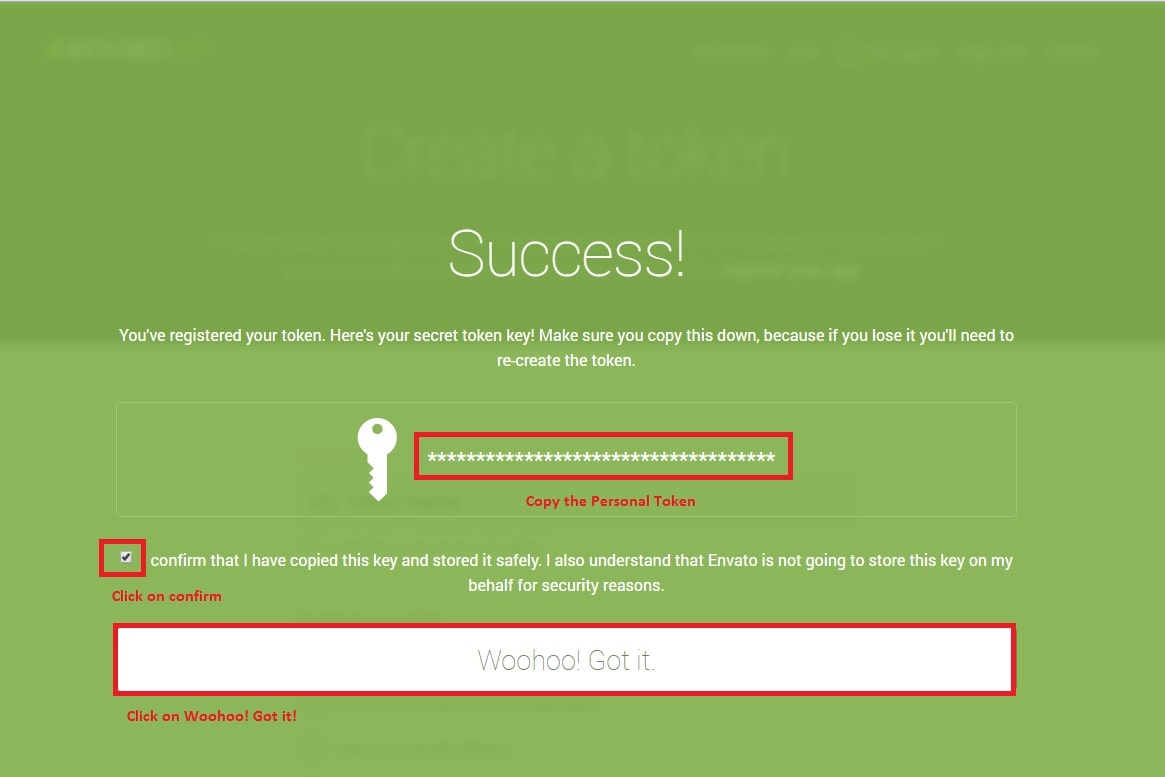 Create a token
Success!
You've registered your token. Here's your secret token key! Make sure you copy this down, because if you lose it you'll need to
re-create the token.
************************************
Copy the Personal Token
confirm that I have copied this key and stored it safely. I also understand that Envato is not going to store this key on my
behalf for security reasons.
Click on confirm
Woohoo! Got it.
Click on Woohoo! Got it!